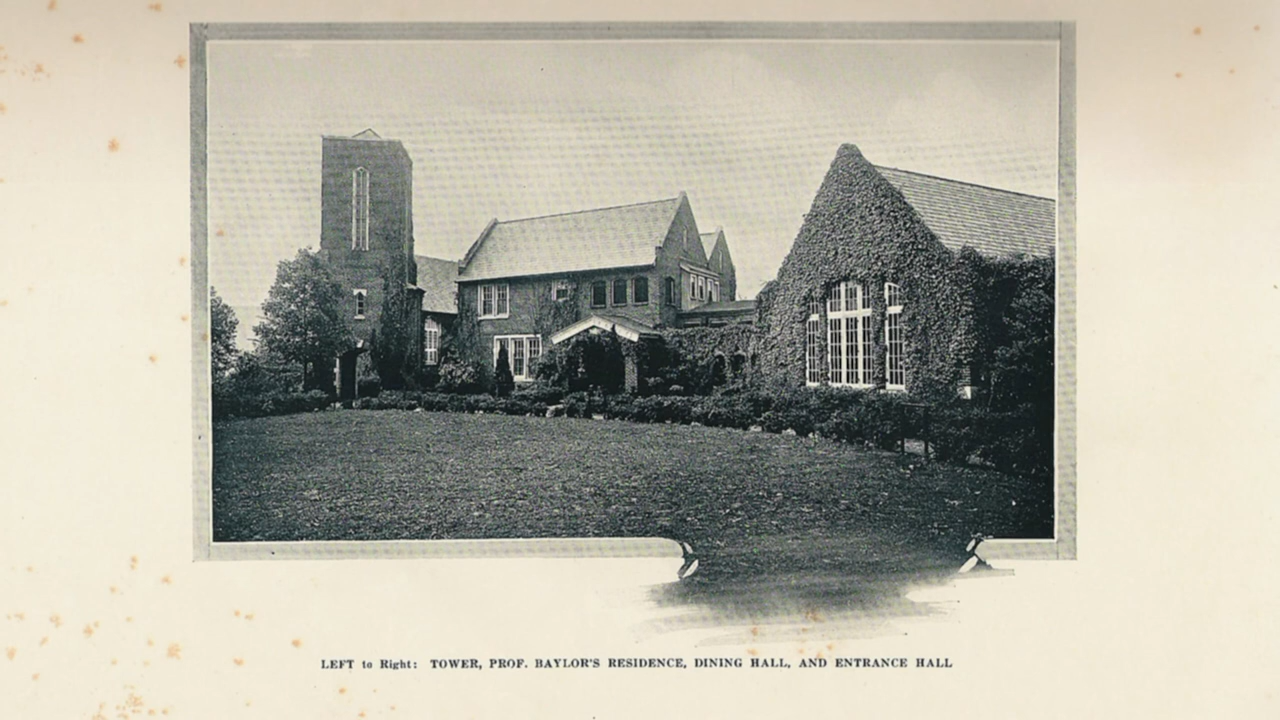 LEFT to Right: TOWER, PROF. BAYLOR'S RESIDENCE, DINING HALL, AND ENTRANCE HALL